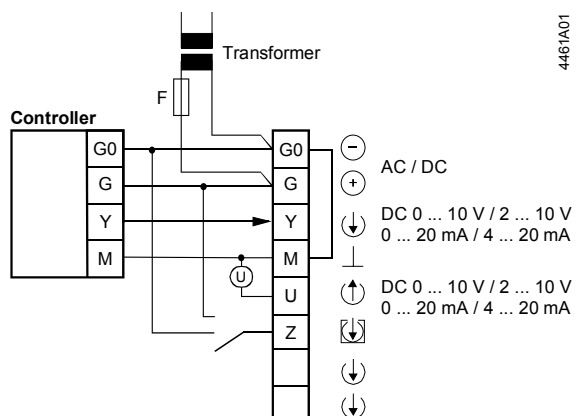 4461A01
Transformer
F
Controller
G0
G0
AC / DC
G
G
Y
Y
DC 0 ... 10 V / 2 ... 10 V
0 ... 20 mA / 4 ... 20 mA
M
M
U
U
DC 0 ... 10 V / 2 ... 10 V
0 ... 20 mA / 4 ... 20 mA
Z